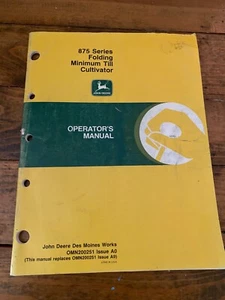 875 Series
Folding
Minimum Till
Cultivator
JOHN DEERE
OPERATOR'S
MANUAL
John Deere Des Moines Works
OMN200251 Issue A0
(This manual replaces OMN200251 Issue A9)